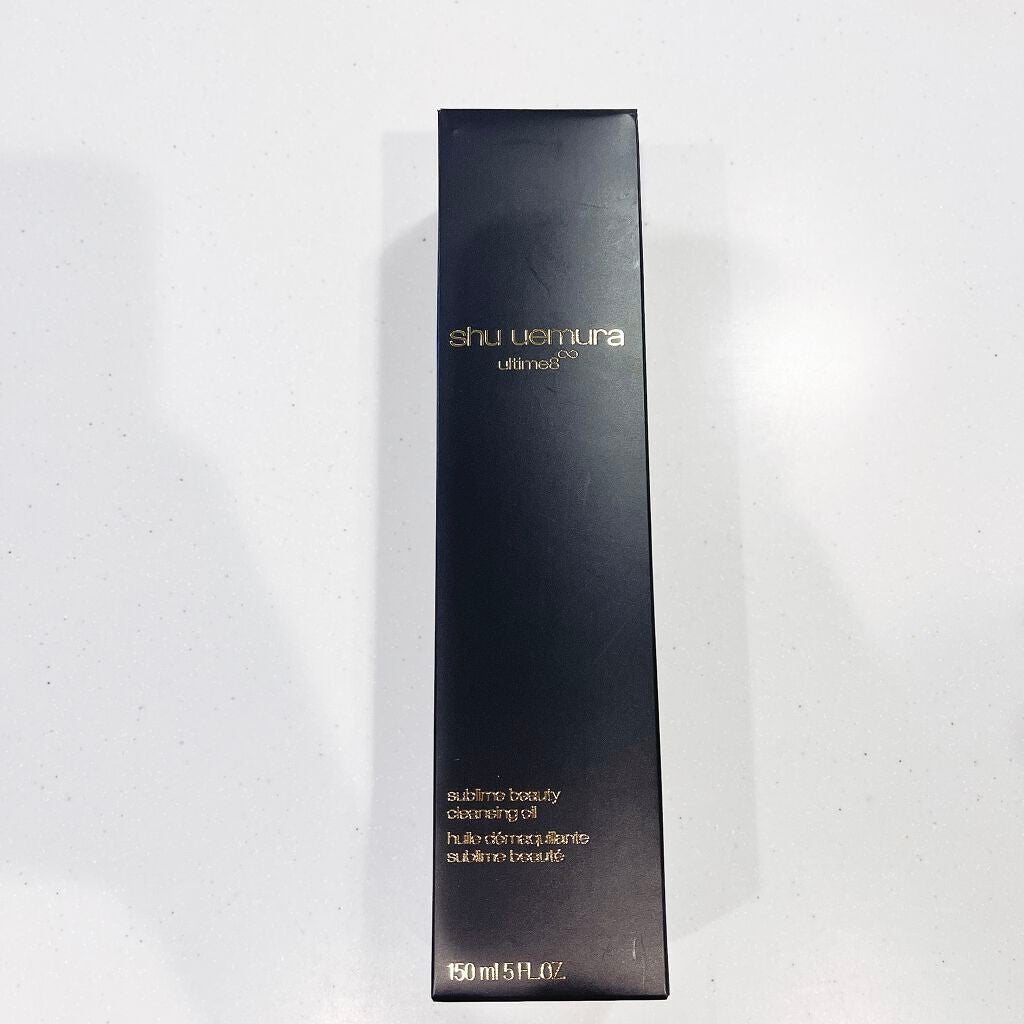 shu uemura
ultime8∞
sublime beauty
cleansing oil
huile démaquillante
sublime beauté
150 ml 5 FL.OZ.